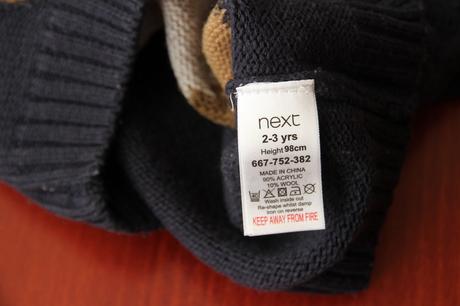 next
2-3 yrs
Height 98cm
667-752-382
MADE IN CHINA
90% ACRYLIC
10% WOOL
Wash inside out
Re-shape whilst damp
iron on reverse
KEEP AWAY FROM FIRE